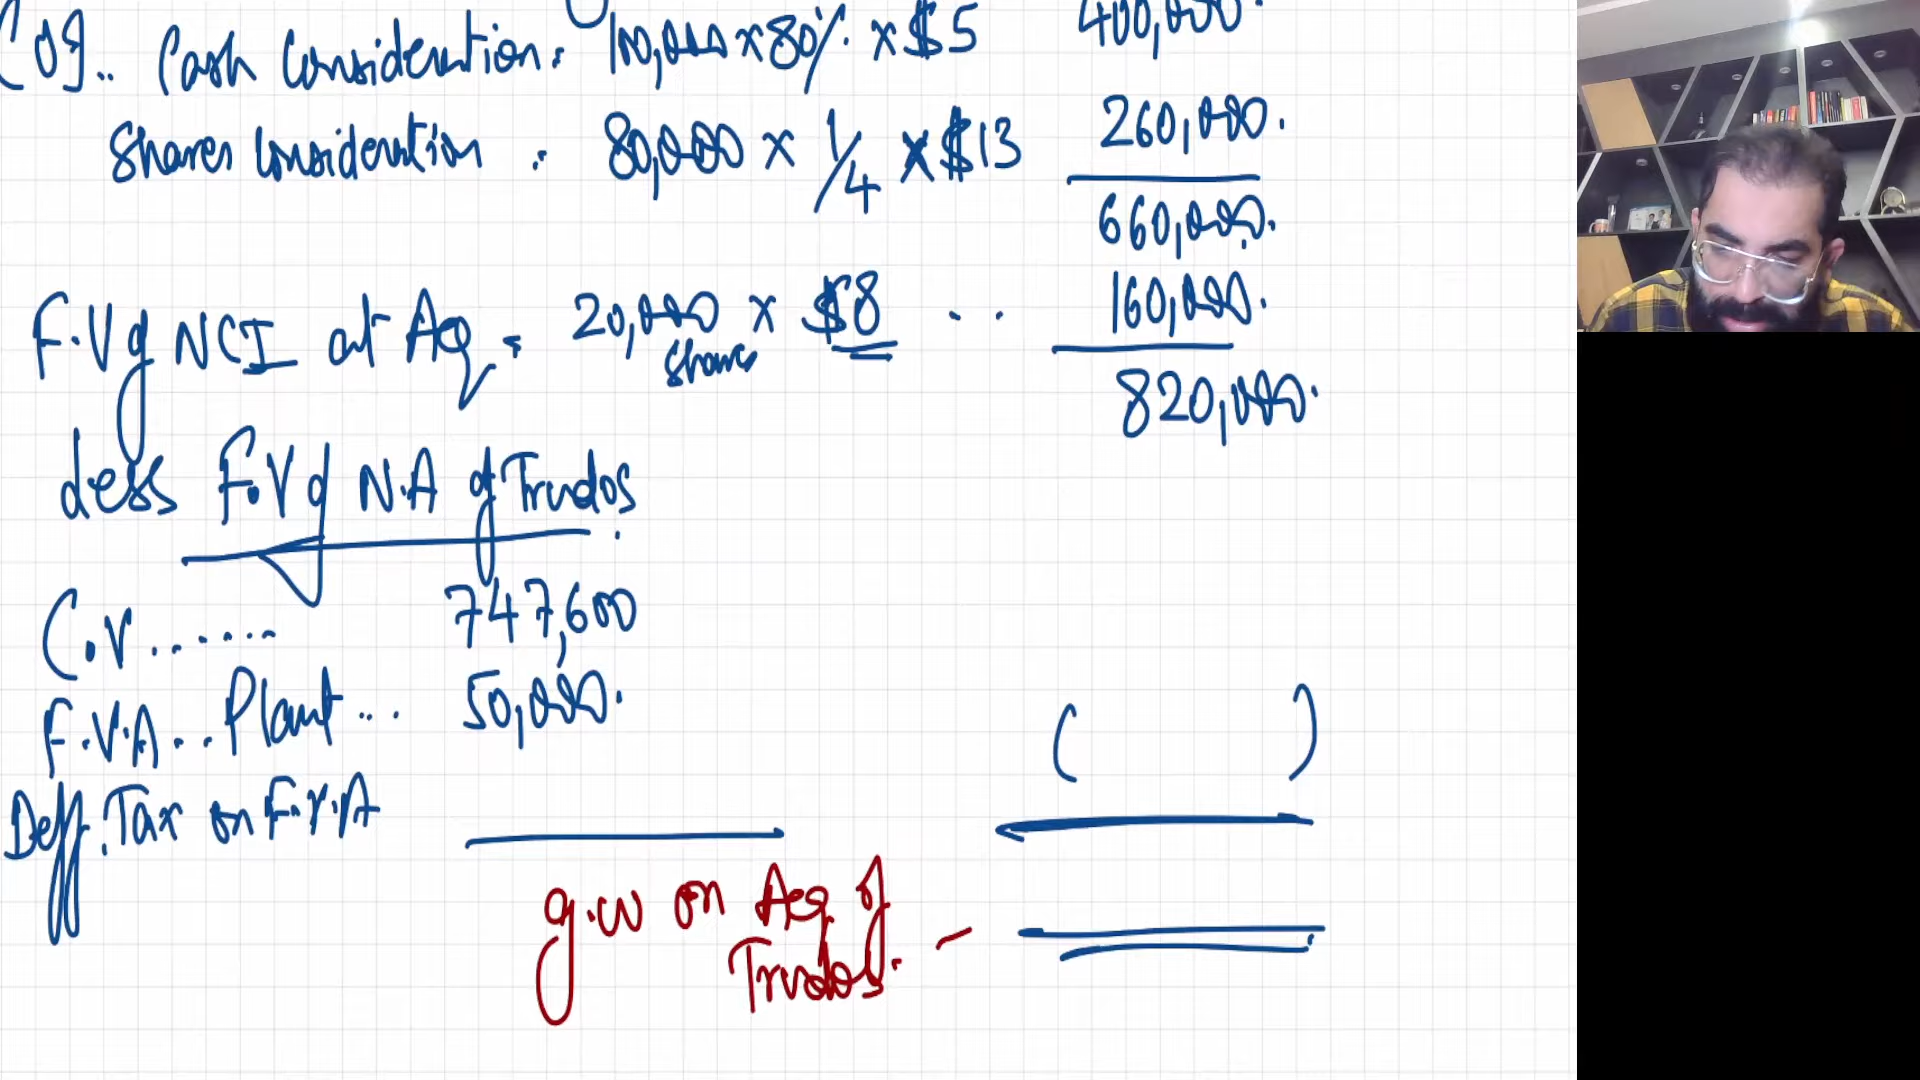 COI.. Cash Consideration. 100,000 x 80% x $5 400,000.
Shares Consideration . 80,000 x 1/4 x $13 260,000.
660,000.
F.V of NCI at Acq. 20,000 x $8 ... 160,000.
shares
820,000.
Less F.V of N.A of Trudos
C.V....... 747,600
F.V.A.. Plant... 50,000.
( )
Deff. Tax on F.V.A
g.w on Acq of
Trudos. -